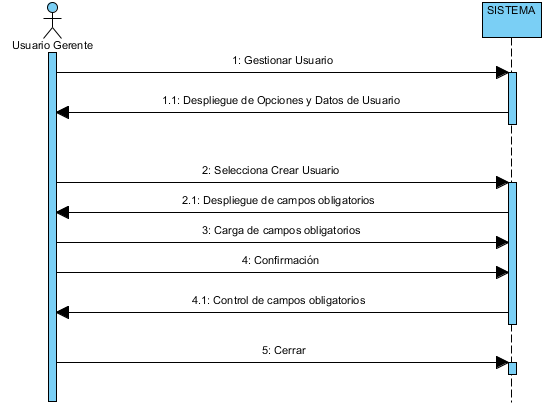 SISTEMA
Usuario Gerente
1: Gestionar Usuario
1.1: Despliegue de Opciones y Datos de Usuario
2: Selecciona Crear Usuario
2.1: Despliegue de campos obligatorios
3: Carga de campos obligatorios
4: Confirmación
4.1: Control de campos obligatorios
5: Cerrar